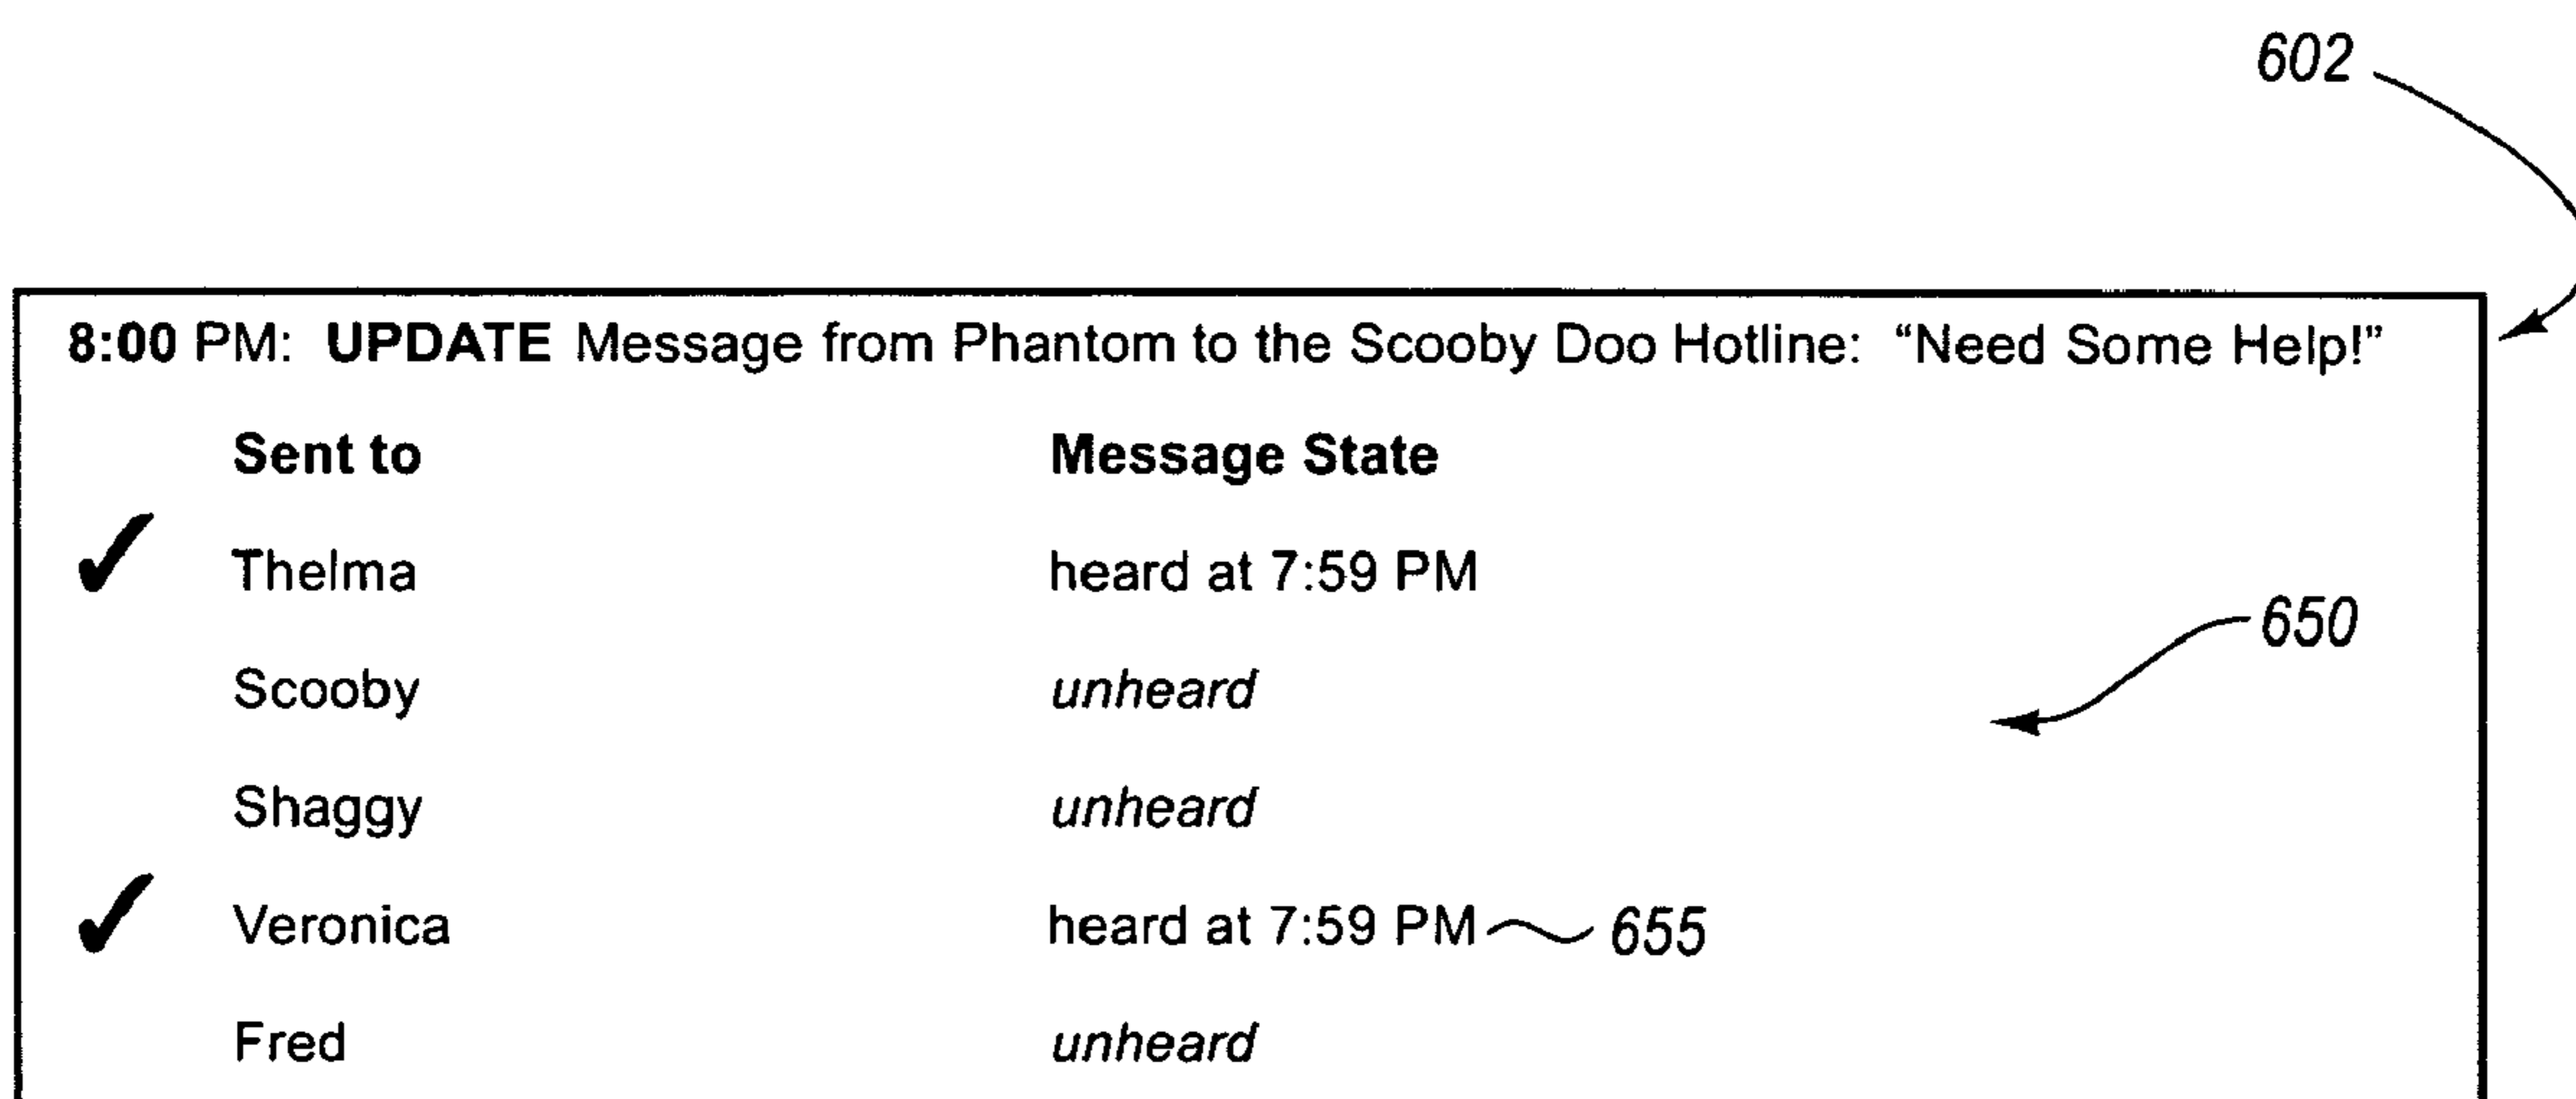 602
8:00 PM: UPDATE Message from Phantom to the Scooby Doo Hotline: “Need Some Help!”
Sent to Message State
✓ Thelma heard at 7:59 PM
650
Scooby unheard
Shaggy unheard
✓ Veronica heard at 7:59 PM 655
Fred unheard